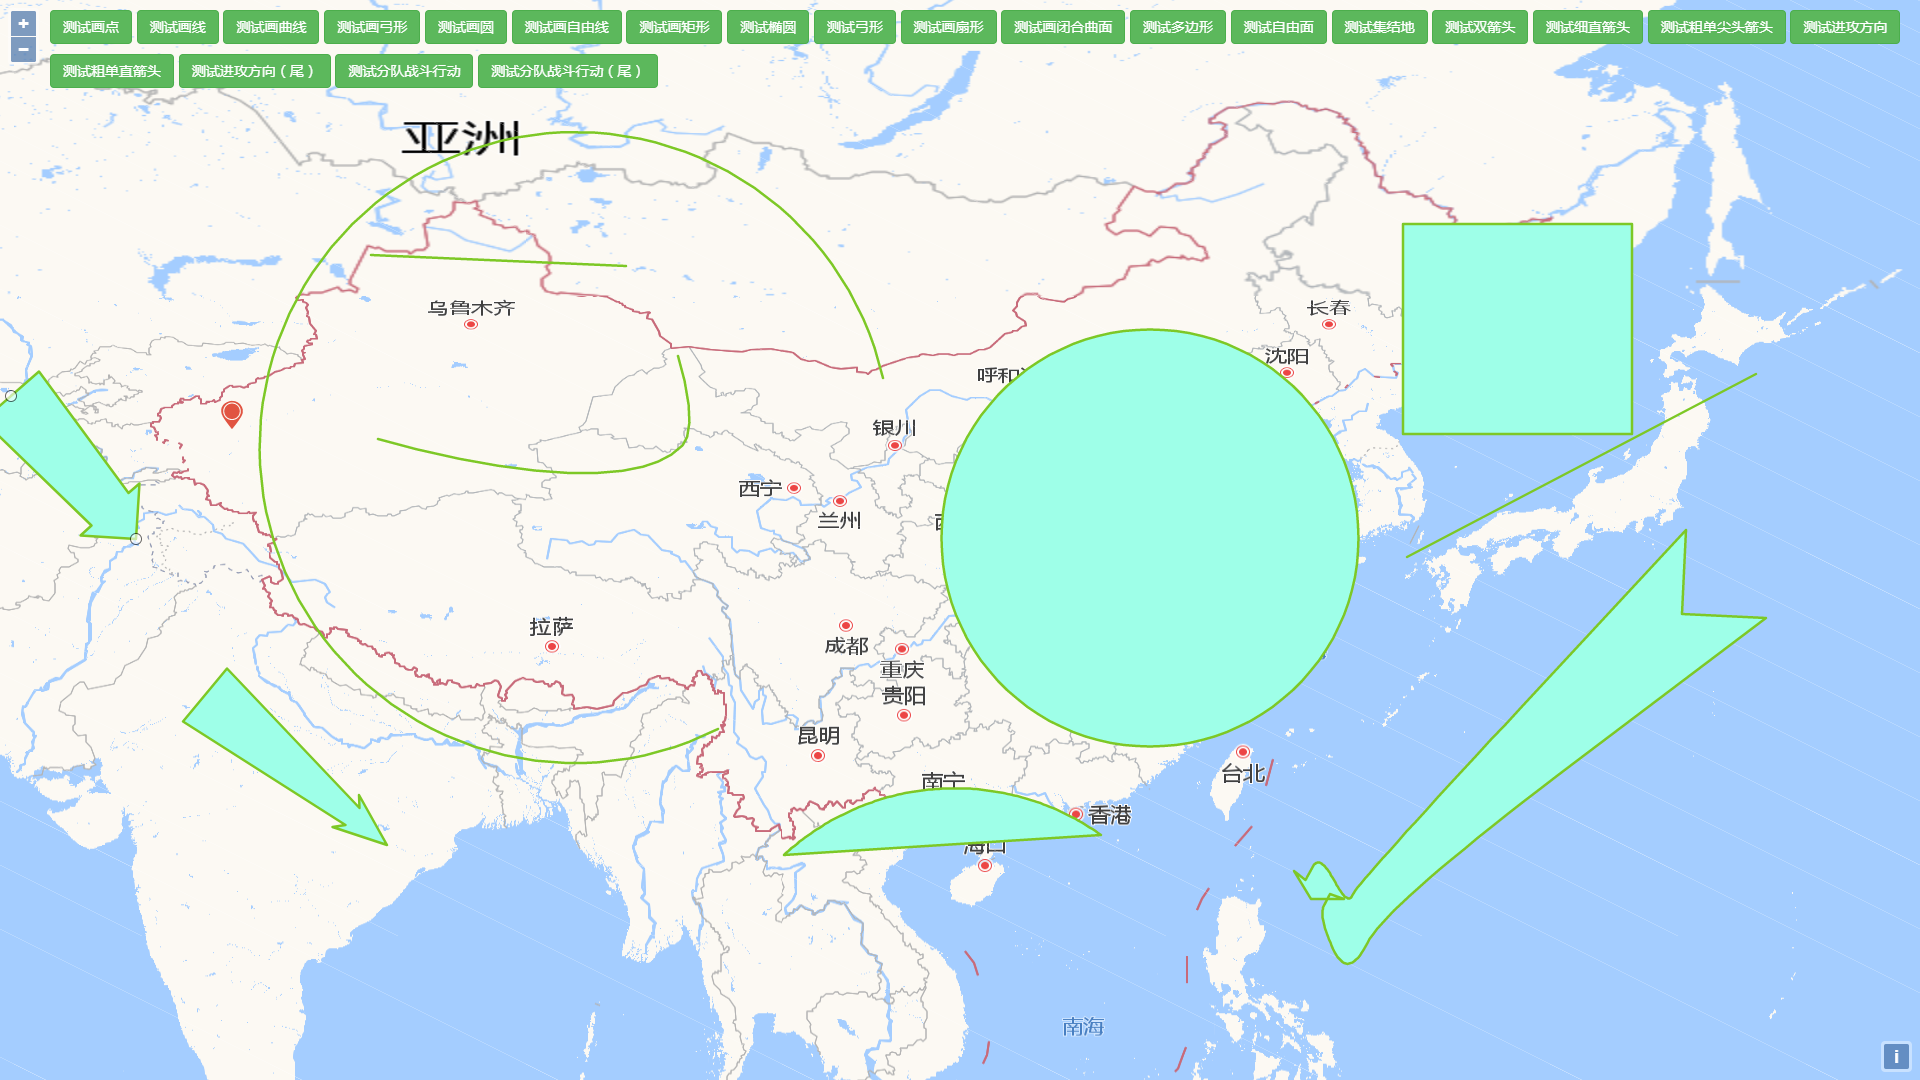 + 测试画点 测试画线 测试画曲线 测试画弓形 测试画圆 测试画自由线 测试画矩形 测试椭圆 测试弓形 测试画扇形 测试画闭合曲面 测试多边形 测试自由面 测试集结地 测试双箭头 测试细直箭头 测试粗单尖头箭头 测试进攻方向
− 测试粗单直箭头 测试进攻方向（尾） 测试分队战斗行动 测试分队战斗行动（尾）
亚洲
乌鲁木齐
长春
沈阳
呼和
银川
西宁
兰州
拉萨
成都
重庆
贵阳
昆明
台北
南宁
香港
海口
南海
i